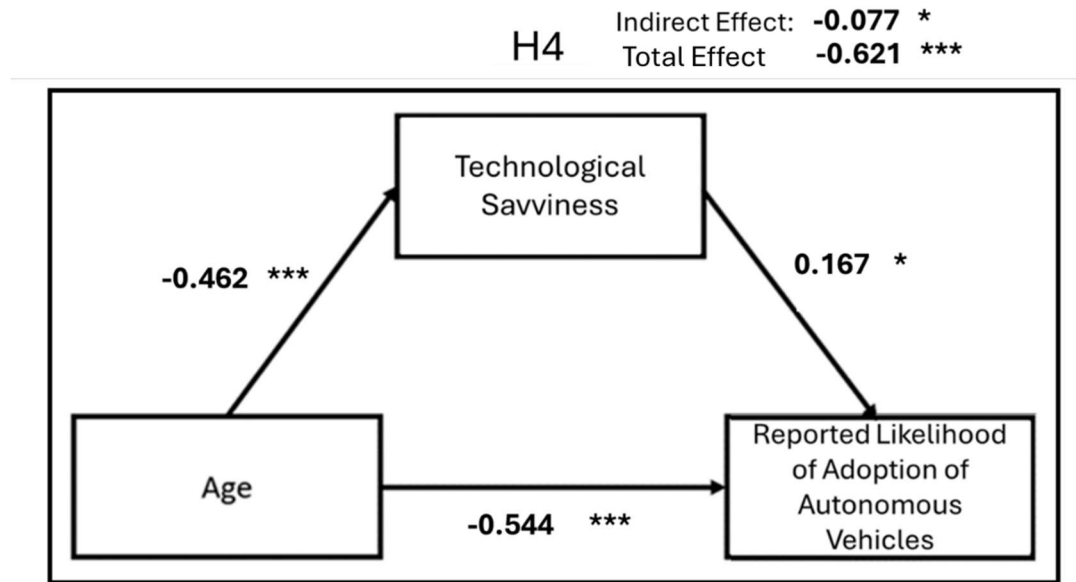 H4
Indirect Effect: -0.077 *
Total Effect -0.621 ***
Technological
Savviness
-0.462 ***
0.167 *
Age
-0.544 ***
Reported Likelihood
of Adoption of
Autonomous
Vehicles